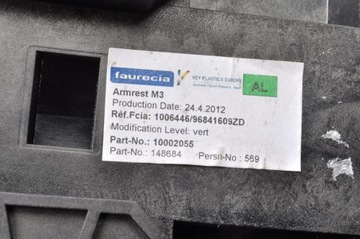 faurecia KEY PLASTICS EUROPE AL
Armrest M3
Production Date: 24.4.2012
Réf.Fcia: 1006446/96841609ZD
Modification Level: vert
Part-No.: 10002055
Part-No.: 148684 Persn-No : 569